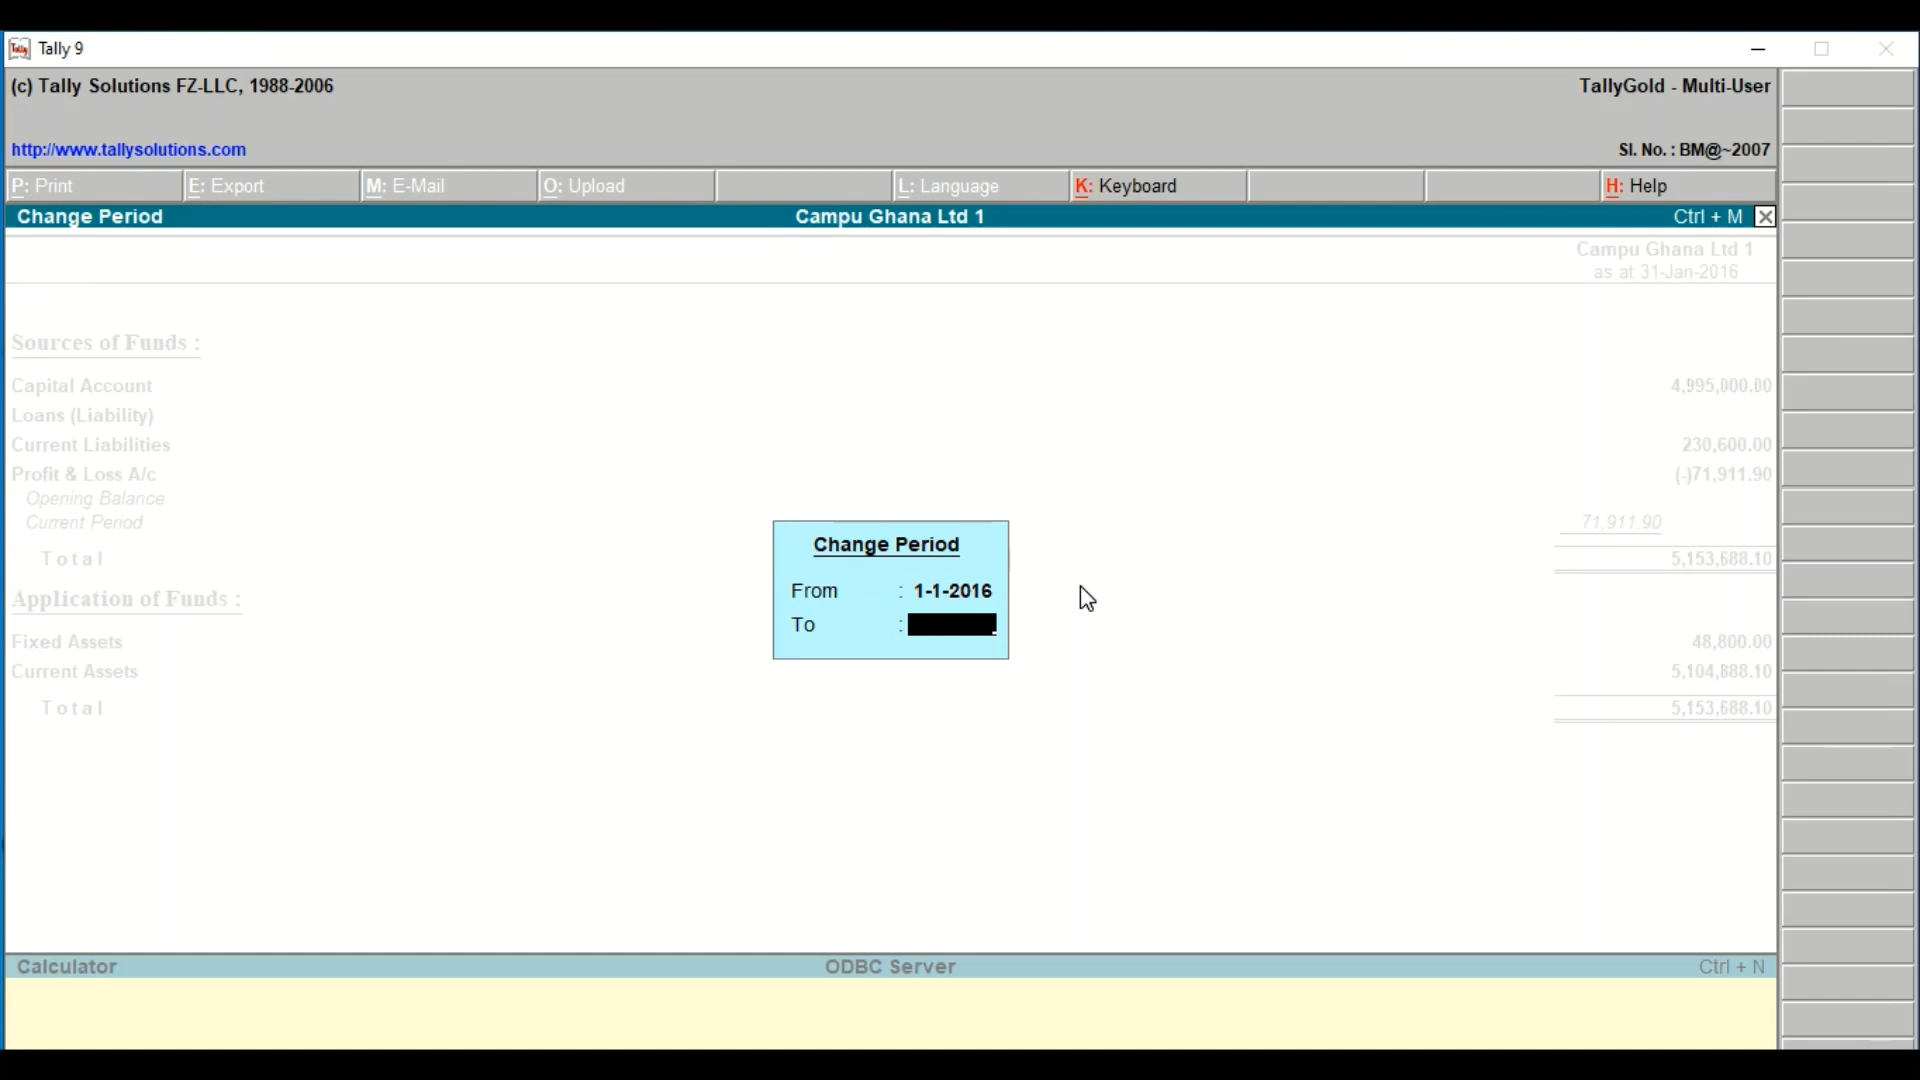 Tally 9
(c) Tally Solutions FZ-LLC, 1988-2006
TallyGold - Multi-User
http://www.tallysolutions.com
Sl. No. : BM@~2007
P: Print E: Export M: E-Mail O: Upload L: Language K: Keyboard H: Help
Change Period Campu Ghana Ltd 1 Ctrl + M
Campu Ghana Ltd 1
as at 31-Jan-2016
Sources of Funds :
Capital Account 4,995,000.00
Loans (Liability)
Current Liabilities 230,600.00
Profit & Loss A/c (-)71,911.90
Opening Balance
Current Period 71,911.90
Total 5,153,688.10
Application of Funds :
Fixed Assets 48,800.00
Current Assets 5,104,888.10
Total 5,153,688.10
Change Period
From : 1-1-2016
To :
Calculator ODBC Server Ctrl + N